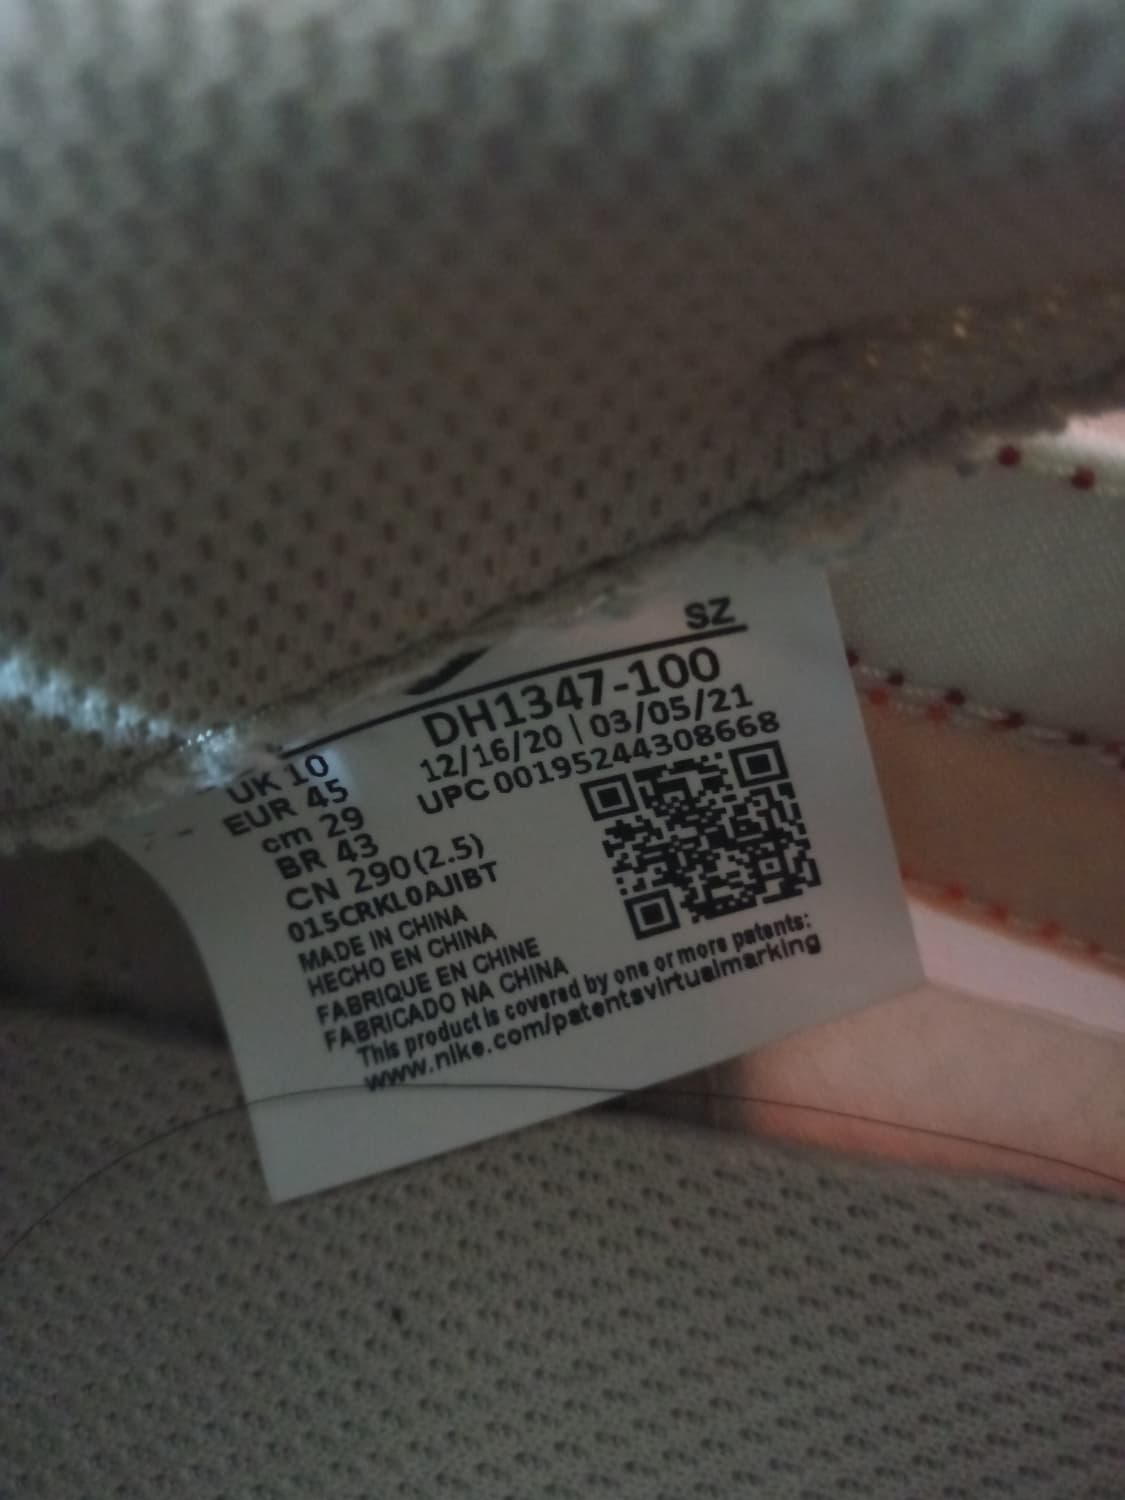 SZ
DH1347-100
12/16/20 | 03/05/21
UPC 00195244308668
UK 10
EUR 45
cm 29
BR 43
CN 290(2.5)
015CRKL0AJIBT
MADE IN CHINA
HECHO EN CHINA
FABRIQUE EN CHINE
FABRICADO NA CHINA
This product is covered by one or more patents:
www.nike.com/patentsvirtualmarking